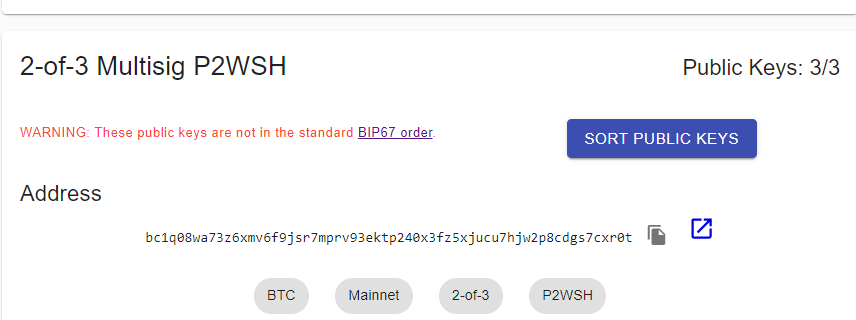 2-of-3 Multisig P2WSH
Public Keys: 3/3
WARNING: These public keys are not in the standard BIP67 order.
SORT PUBLIC KEYS
Address
bc1q08wa73z6xmv6f9jsr7mprv93ektp240x3fz5xjucu7hjw2p8cdgs7cxr0t
BTC
Mainnet
2-of-3
P2WSH